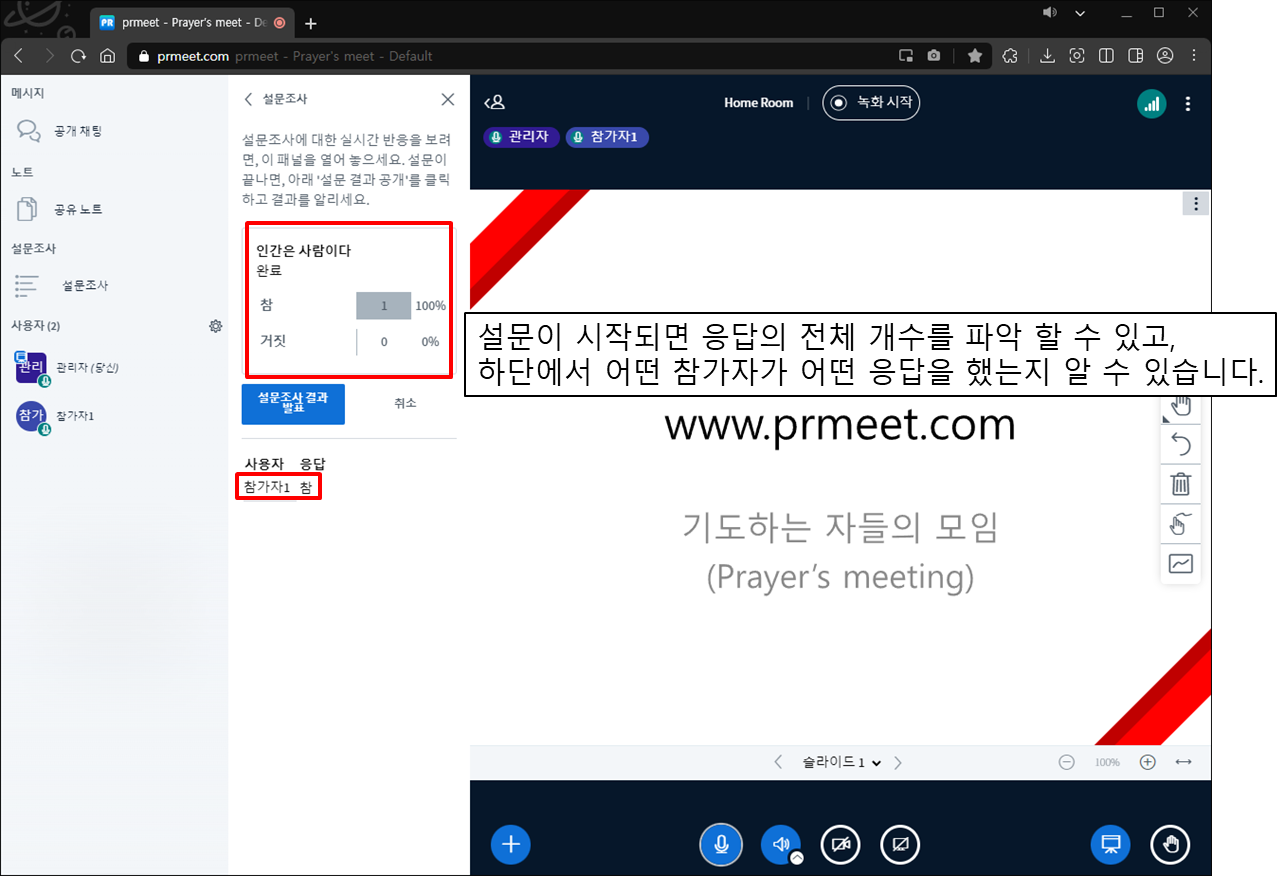 prmeet - Prayer's meet - De
prmeet.com prmeet - Prayer's meet - Default
메시지
공개 채팅
노트
공유 노트
설문조사
설문조사
사용자 (2)
관리
관리자 (당신)
참가
참가자1
설문조사
설문조사에 대한 실시간 반응을 보려
면, 이 패널을 열어 놓으세요. 설문이
끝나면, 아래 '설문 결과 공개'를 클릭
하고 결과를 알리세요.
인간은 사람이다
완료
참 1 100%
거짓 0 0%
설문조사 결과
발표
취소
사용자 응답
참가자1 참
Home Room
녹화 시작
관리자 참가자1
설문이 시작되면 응답의 전체 개수를 파악 할 수 있고,
하단에서 어떤 참가자가 어떤 응답을 했는지 알 수 있습니다.
www.prmeet.com
기도하는 자들의 모임
(Prayer’s meeting)
슬라이드 1
100%